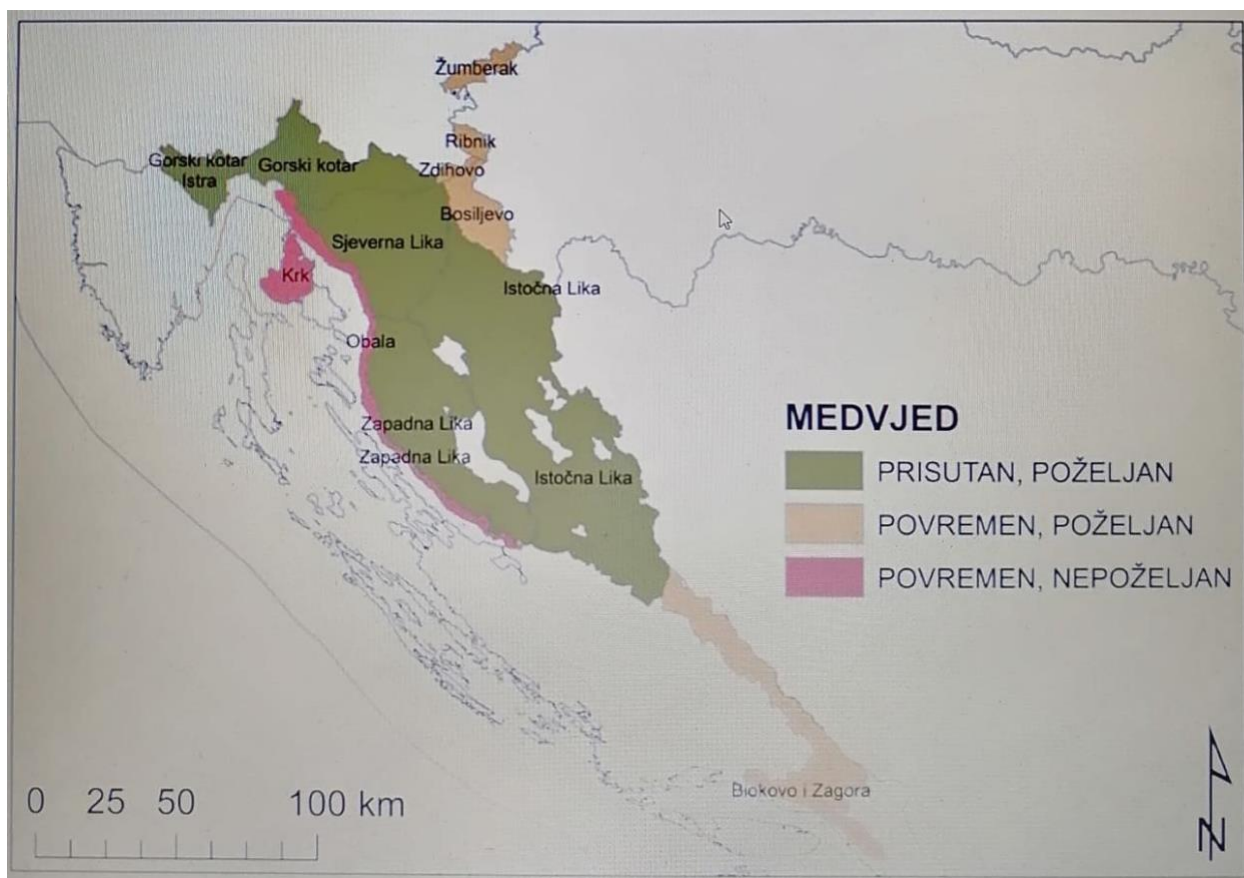 Žumberak
Ribnik
Zdihovo
Gorski kotar
Istra
Gorski kotar
Bosiljevo
Sjeverna Lika
Krk
Istočna Lika
Obala
Zapadna Lika
Zapadna Lika
Istočna Lika
MEDVJED
PRISUTAN, POŽELJAN
POVREMEN, POŽELJAN
POVREMEN, NEPOŽELJAN
Biokovo i Zagora
0 25 50 100 km
N